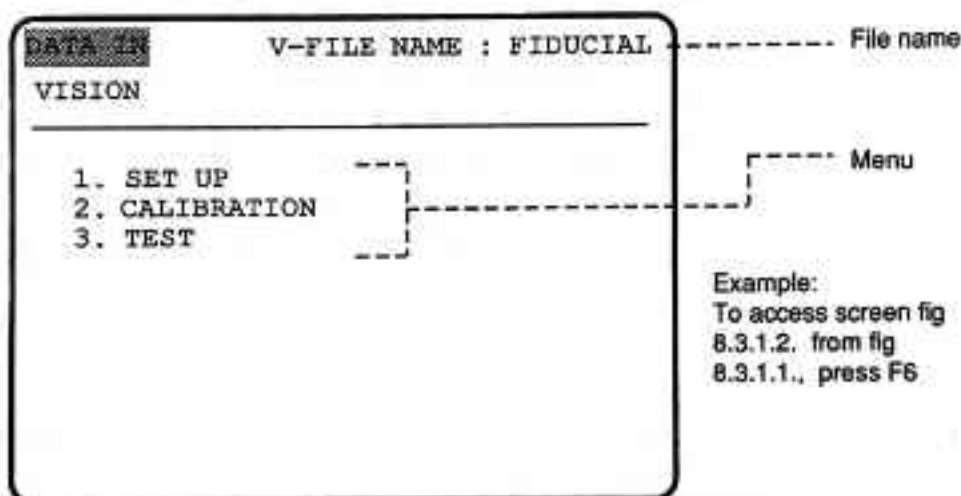 DATA IN V-FILE NAME : FIDUCIAL File name
VISION
1. SET UP
2. CALIBRATION
3. TEST
Menu
Example:
To access screen fig
8.3.1.2. from fig
8.3.1.1., press F6